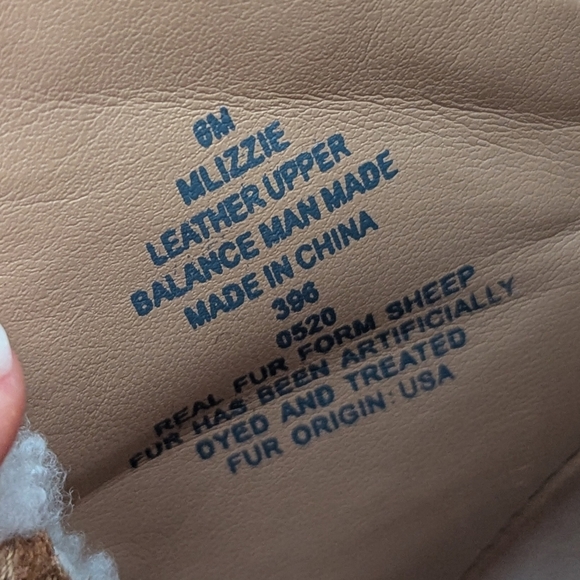 6M
MLIZZIE
LEATHER UPPER
BALANCE MAN MADE
MADE IN CHINA
396
0520
REAL FUR FORM SHEEP
FUR HAS BEEN ARTIFICIALLY
DYED AND TREATED
FUR ORIGIN: USA